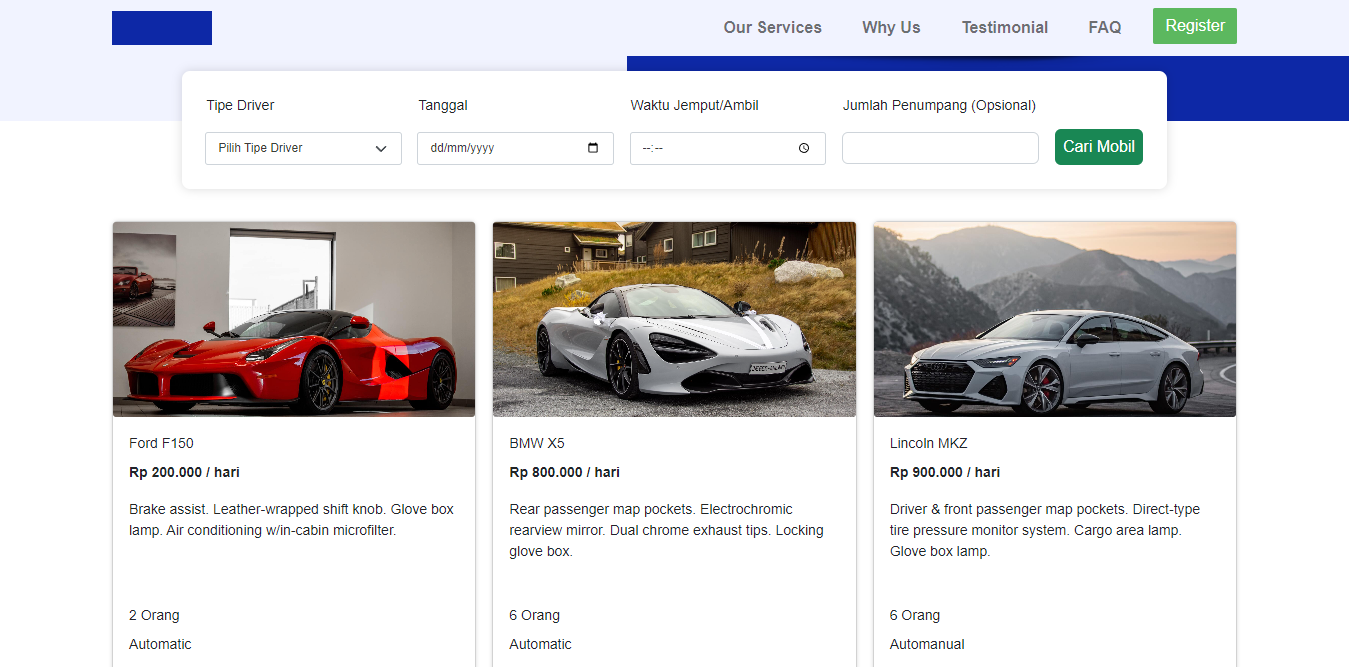 Our Services Why Us Testimonial FAQ Register
Tipe Driver Tanggal Waktu Jemput/Ambil Jumlah Penumpang (Opsional)
Pilih Tipe Driver dd/mm/yyyy --:-- Cari Mobil
Ford F150
Rp 200.000 / hari
Brake assist. Leather-wrapped shift knob. Glove box
lamp. Air conditioning w/in-cabin microfilter.
2 Orang
Automatic
BMW X5
Rp 800.000 / hari
Rear passenger map pockets. Electrochromic
rearview mirror. Dual chrome exhaust tips. Locking
glove box.
6 Orang
Automatic
Lincoln MKZ
Rp 900.000 / hari
Driver & front passenger map pockets. Direct-type
tire pressure monitor system. Cargo area lamp.
Glove box lamp.
6 Orang
Automanual